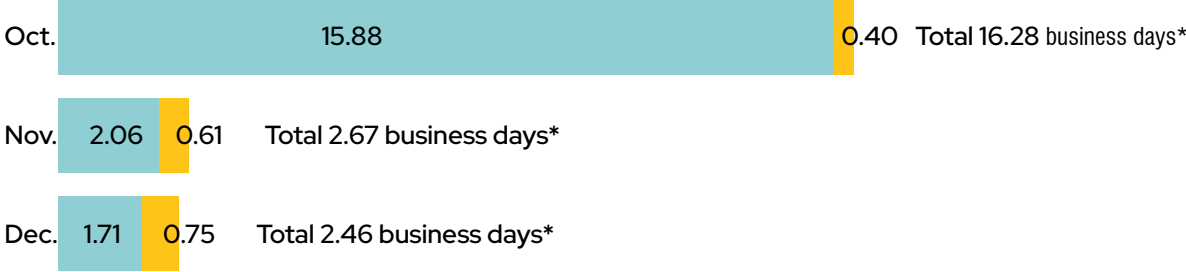 Oct. 15.88 0.40 Total 16.28 business days*
Nov. 2.06 0.61 Total 2.67 business days*
Dec. 1.71 0.75 Total 2.46 business days*